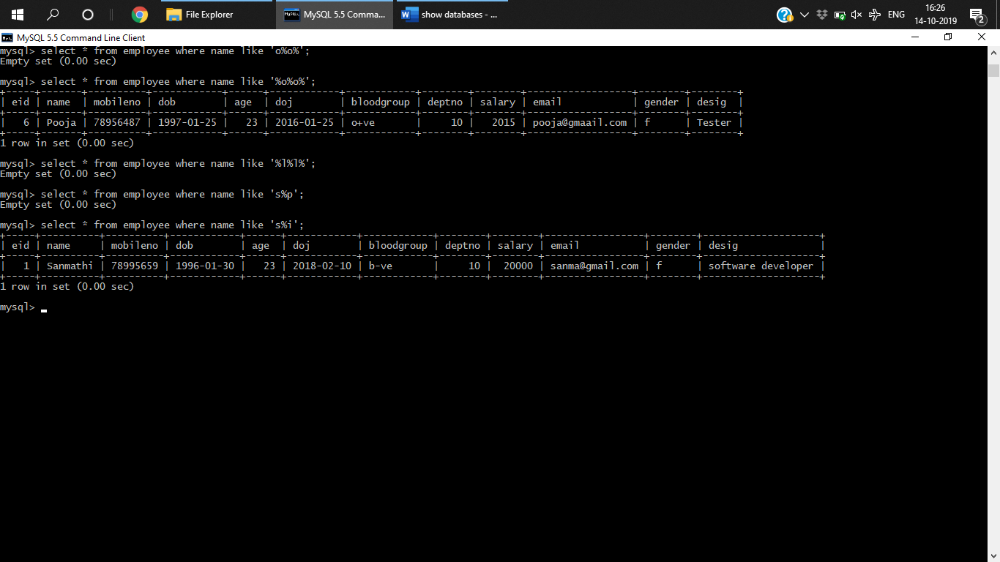 File Explorer
MySQL 5.5 Comma...
show databases - ...
ENG
16:26
14-10-2019
2
MySQL 5.5 Command Line Client
mysql> select * from employee where name like 'o%o%';
Empty set (0.00 sec)
mysql> select * from employee where name like '%o%o%';
+-----+-------+----------+------------+------+------------+------------+--------+--------+------------------+--------+--------+
| eid | name  | mobileno | dob        | age  | doj        | bloodgroup | deptno | salary | email            | gender | desig  |
+-----+-------+----------+------------+------+------------+------------+--------+--------+------------------+--------+--------+
|   6 | Pooja | 78956487 | 1997-01-25 |   23 | 2016-01-25 | o+ve       |     10 |   2015 | pooja@gmaail.com | f      | Tester |
+-----+-------+----------+------------+------+------------+------------+--------+--------+------------------+--------+--------+
1 row in set (0.00 sec)
mysql> select * from employee where name like '%l%l%';
Empty set (0.00 sec)
mysql> select * from employee where name like 's%p';
Empty set (0.00 sec)
mysql> select * from employee where name like 's%i';
+-----+----------+----------+------------+------+------------+------------+--------+--------+-----------------+--------+--------------------+
| eid | name     | mobileno | dob        | age  | doj        | bloodgroup | deptno | salary | email           | gender | desig              |
+-----+----------+----------+------------+------+------------+------------+--------+--------+-----------------+--------+--------------------+
|   1 | Sanmathi | 78995659 | 1996-01-30 |   23 | 2018-02-10 | b-ve       |     10 |  20000 | sanma@gmail.com | f      | software developer |
+-----+----------+----------+------------+------+------------+------------+--------+--------+-----------------+--------+--------------------+
1 row in set (0.00 sec)
mysql>